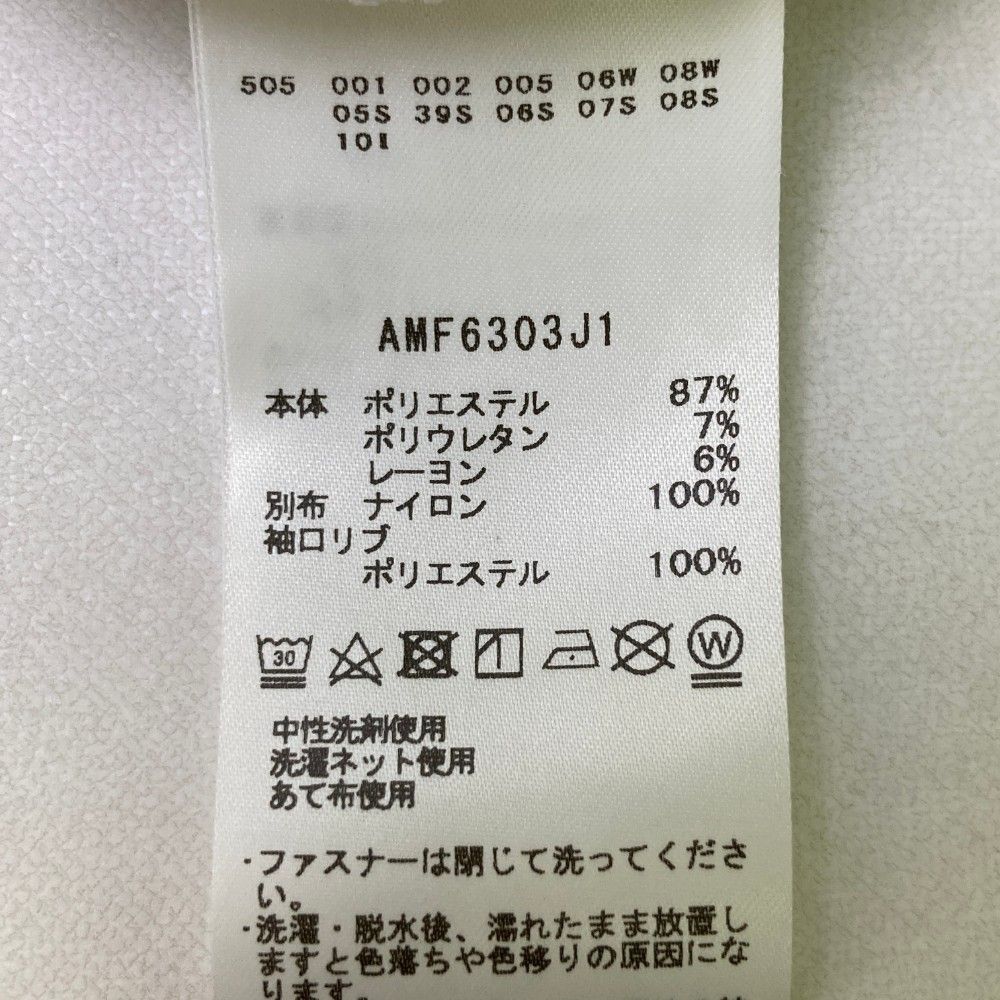 505 001 002 005 06W 08W
05S 39S 06S 07S 08S
10I
AMF6303J1
本体 ポリエステル 87%
ポリウレタン 7%
レーヨン 6%
別布 ナイロン 100%
袖口リブ
ポリエステル 100%
30 W
中性洗剤使用
洗濯ネット使用
あて布使用
・ファスナーは閉じて洗ってくださ
い。
・洗濯・脱水後、濡れたまま放置し
ますと色落ちや色移りの原因にな
ります。